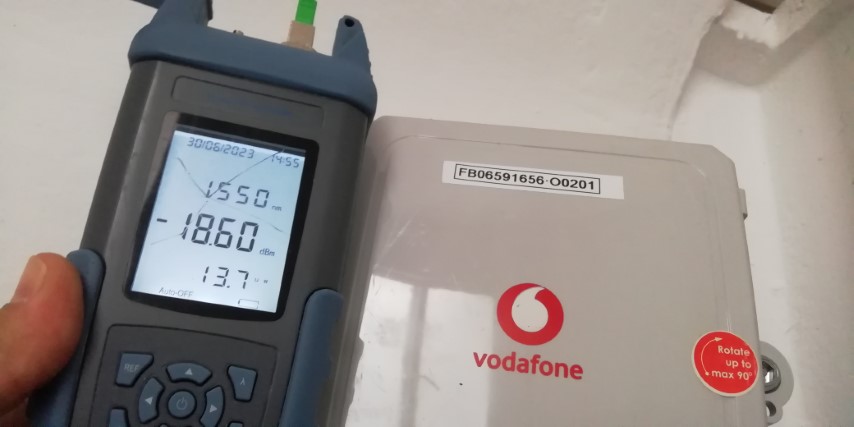 30/06/2023 14:55
1550 nm
-18.60 dBm
13.7
Auto-OFF
REF
λ
FB06591656-O0201
vodafone
Rotate
up to
max 90°